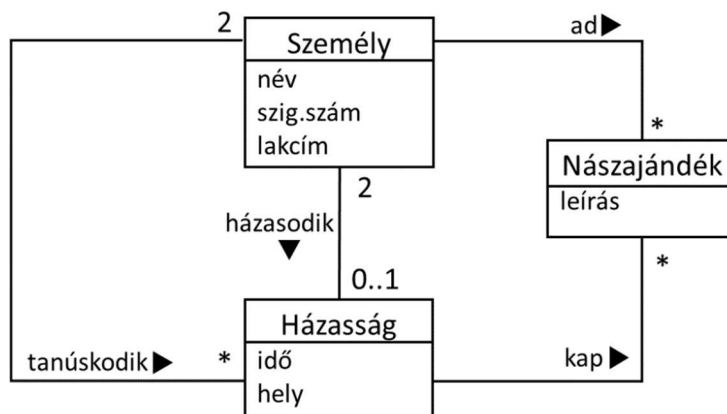 2
Személy
név
szig.szám
lakcím
ad
*
Nászajándék
leírás
*
2
házasodik
0..1
Házasság
idő
hely
tanúskodik
*
kap